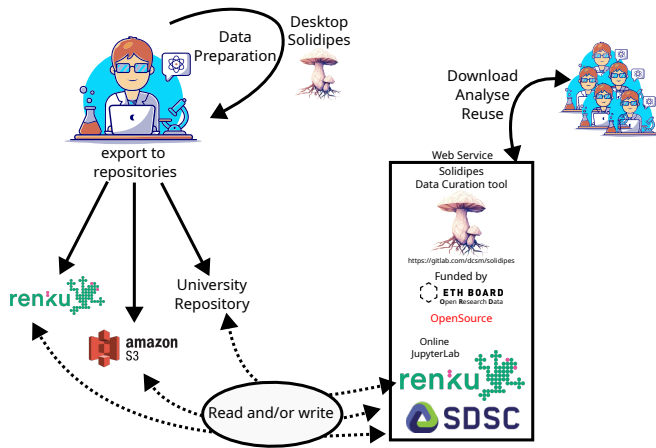 Data
Preparation
Desktop
Solidipes
export to
repositories
renku
amazon
S3
University
Repository
Read and/or write
Download
Analyse
Reuse
Web Service
Solidipes
Data Curation tool
https://gitlab.com/dcsm/solidipes
Funded by
ETH BOARD
Open Research Data
OpenSource
Online
JupyterLab
renku
SDSC